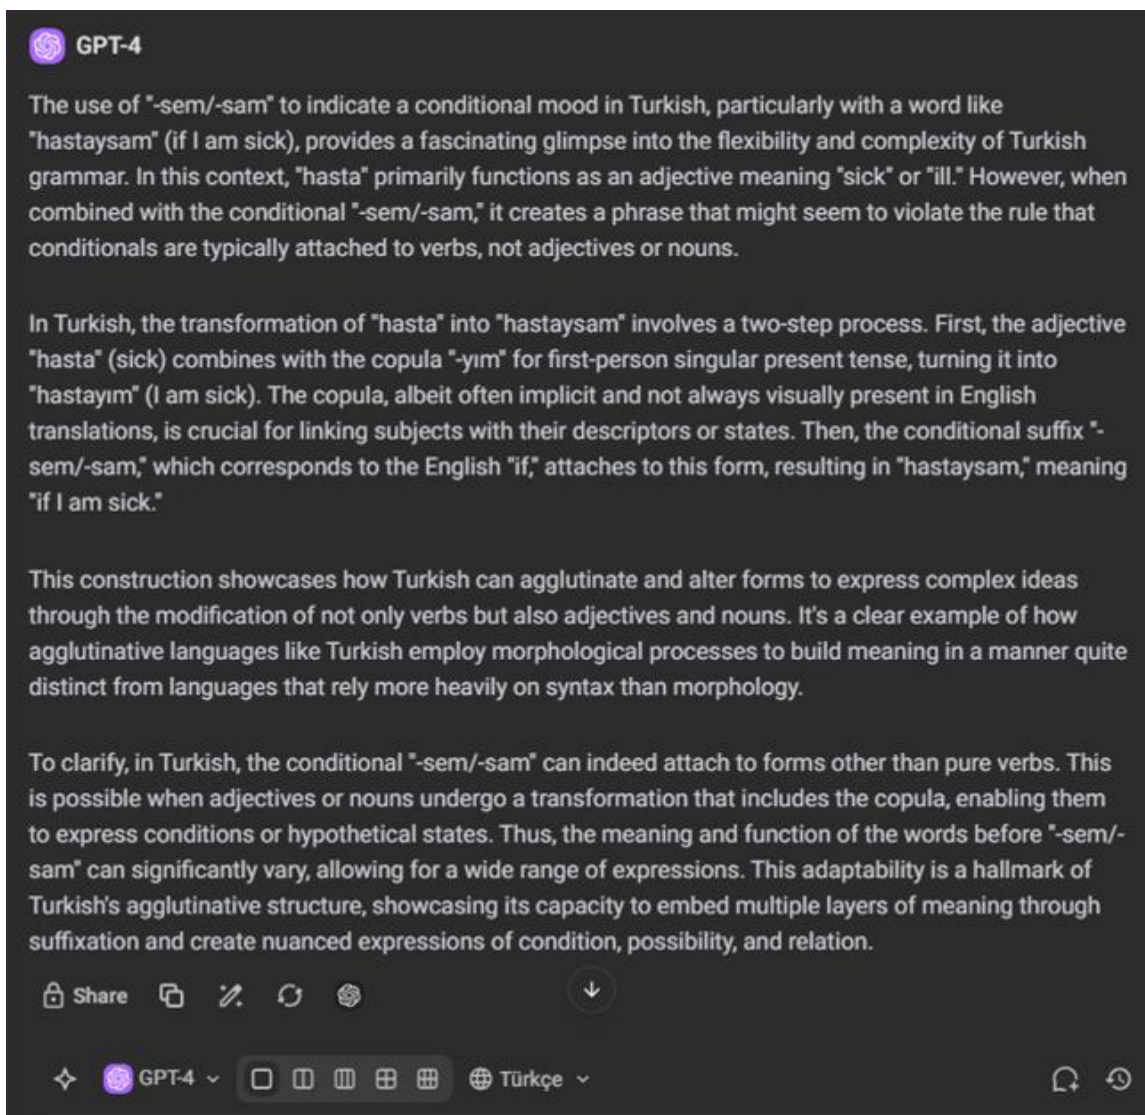 GPT-4
The use of "-sem/-sam" to indicate a conditional mood in Turkish, particularly with a word like
"hastaysam" (if I am sick), provides a fascinating glimpse into the flexibility and complexity of Turkish
grammar. In this context, "hasta" primarily functions as an adjective meaning "sick" or "ill." However, when
combined with the conditional "-sem/-sam," it creates a phrase that might seem to violate the rule that
conditionals are typically attached to verbs, not adjectives or nouns.
In Turkish, the transformation of "hasta" into "hastaysam" involves a two-step process. First, the adjective
"hasta" (sick) combines with the copula "-yım" for first-person singular present tense, turning it into
"hastayım" (I am sick). The copula, albeit often implicit and not always visually present in English
translations, is crucial for linking subjects with their descriptors or states. Then, the conditional suffix "-
sem/-sam," which corresponds to the English "if," attaches to this form, resulting in "hastaysam," meaning
"if I am sick."
This construction showcases how Turkish can agglutinate and alter forms to express complex ideas
through the modification of not only verbs but also adjectives and nouns. It's a clear example of how
agglutinative languages like Turkish employ morphological processes to build meaning in a manner quite
distinct from languages that rely more heavily on syntax than morphology.
To clarify, in Turkish, the conditional "-sem/-sam" can indeed attach to forms other than pure verbs. This
is possible when adjectives or nouns undergo a transformation that includes the copula, enabling them
to express conditions or hypothetical states. Thus, the meaning and function of the words before "-sem/-
sam" can significantly vary, allowing for a wide range of expressions. This adaptability is a hallmark of
Turkish's agglutinative structure, showcasing its capacity to embed multiple layers of meaning through
suffixation and create nuanced expressions of condition, possibility, and relation.
Share
GPT-4 Türkçe